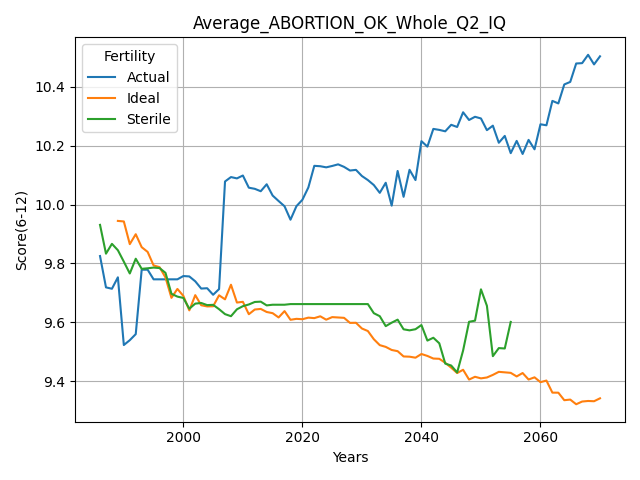 Average_ABORTION_OK_Whole_Q2_IQ
Fertility
Actual
Ideal
Sterile
Score(6-12)
10.4
10.2
10.0
9.8
9.6
9.4
2000
2020
2040
2060
Years